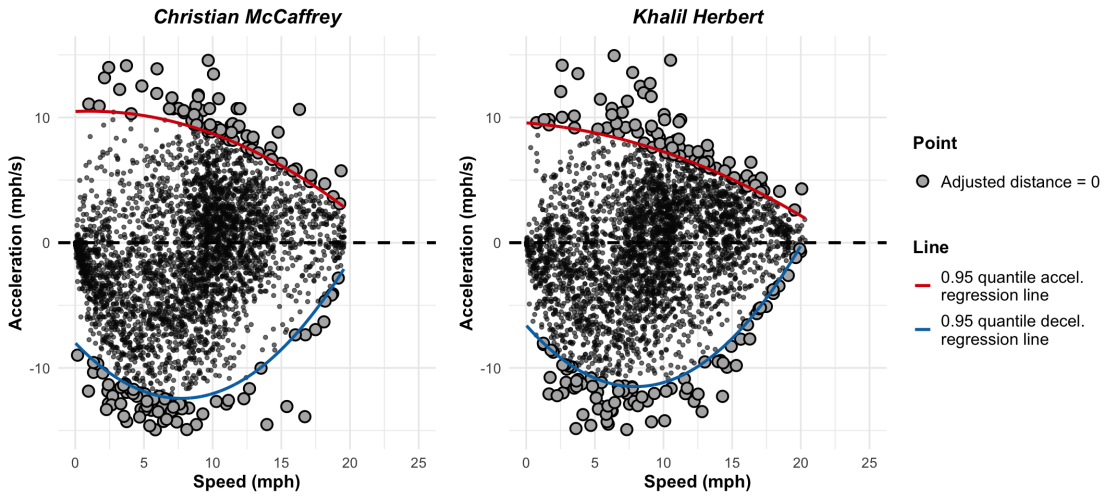 Christian McCaffrey
Khalil Herbert
Acceleration (mph/s)
10
0
-10
0 5 10 15 20 25
Speed (mph)
Acceleration (mph/s)
10
0
-10
0 5 10 15 20 25
Speed (mph)
Point
Adjusted distance = 0
Line
0.95 quantile accel.
regression line
0.95 quantile decel.
regression line